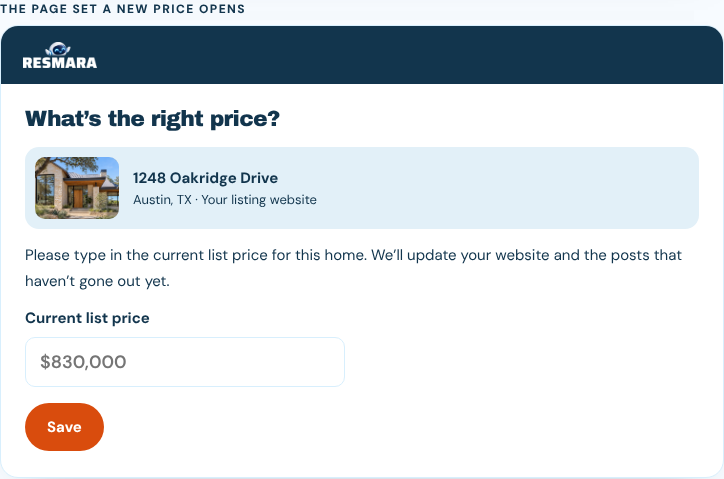 THE PAGE SET A NEW PRICE OPENS
RESMARA
What’s the right price?
1248 Oakridge Drive
Austin, TX · Your listing website
Please type in the current list price for this home. We’ll update your website and the posts that
haven’t gone out yet.
Current list price
$830,000
Save